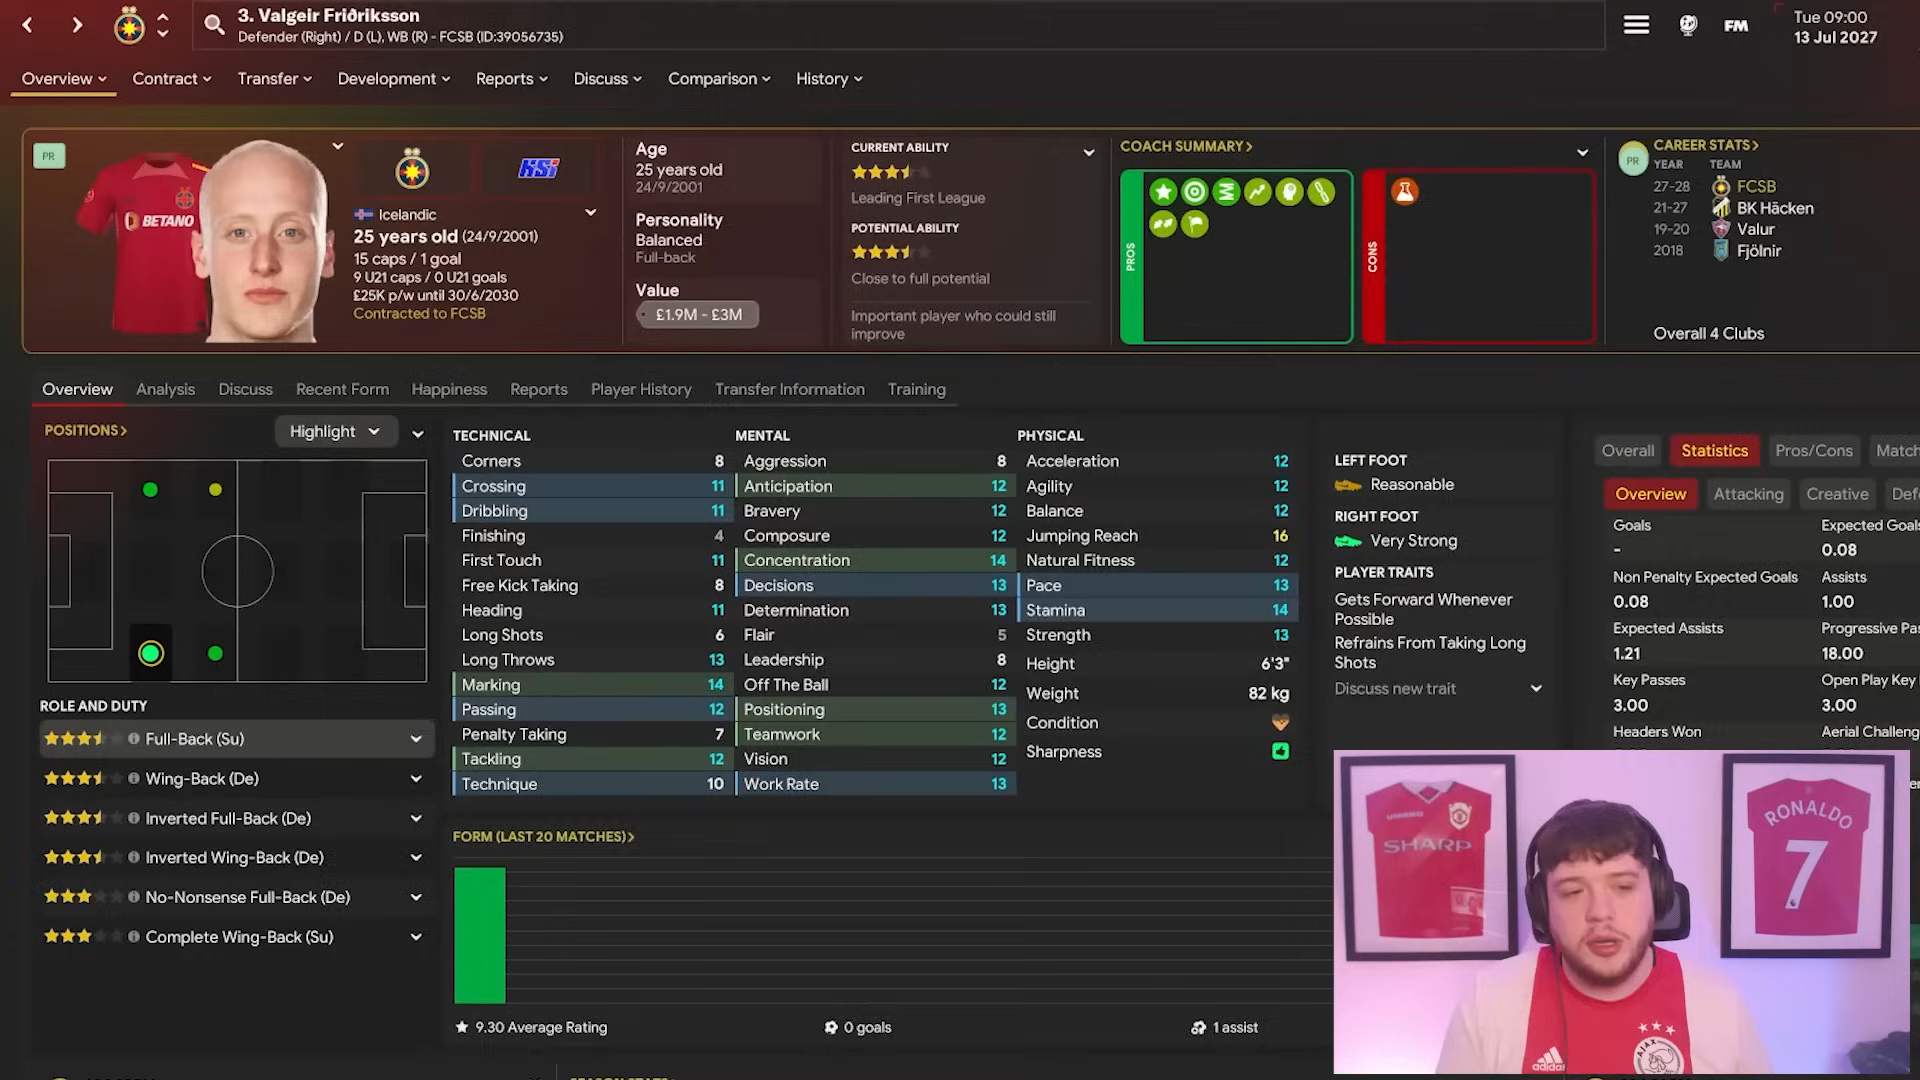 3. Valgeir Friðriksson
Defender (Right) / D (L), WB (R) - FCSB (ID:39056735)
FM
Tue 09:00
13 Jul 2027
Overview
Contract
Transfer
Development
Reports
Discuss
Comparison
History
PR
BETANO
KSÍ
Icelandic
25 years old (24/9/2001)
15 caps / 1 goal
9 U21 caps / 0 U21 goals
£25K p/w until 30/6/2030
Contracted to FCSB
Age
25 years old
24/9/2001
Personality
Balanced
Full-back
Value
£1.9M - £3M
CURRENT ABILITY
Leading First League
POTENTIAL ABILITY
Close to full potential
Important player who could still
improve
COACH SUMMARY
PROS
CONS
PR
CAREER STATS
YEAR TEAM
27-28 FCSB
21-27 BK Häcken
19-20 Valur
2018 Fjölnir
Overall 4 Clubs
Overview
Analysis
Discuss
Recent Form
Happiness
Reports
Player History
Transfer Information
Training
POSITIONS
Highlight
ROLE AND DUTY
Full-Back (Su)
Wing-Back (De)
Inverted Full-Back (De)
Inverted Wing-Back (De)
No-Nonsense Full-Back (De)
Complete Wing-Back (Su)
TECHNICAL
Corners 8
Crossing 11
Dribbling 11
Finishing 4
First Touch 11
Free Kick Taking 8
Heading 11
Long Shots 6
Long Throws 13
Marking 14
Passing 12
Penalty Taking 7
Tackling 12
Technique 10
MENTAL
Aggression 8
Anticipation 12
Bravery 12
Composure 12
Concentration 14
Decisions 13
Determination 13
Flair 5
Leadership 8
Off The Ball 12
Positioning 13
Teamwork 12
Vision 12
Work Rate 13
PHYSICAL
Acceleration 12
Agility 12
Balance 12
Jumping Reach 16
Natural Fitness 12
Pace 13
Stamina 14
Strength 13
Height 6'3"
Weight 82 kg
Condition
Sharpness
LEFT FOOT
Reasonable
RIGHT FOOT
Very Strong
PLAYER TRAITS
Gets Forward Whenever
Possible
Refrains From Taking Long
Shots
Discuss new trait
Overall
Statistics
Pros/Cons
Match
Overview
Attacking
Creative
Def
Goals
-
Expected Goals
0.08
Non Penalty Expected Goals
0.08
Assists
1.00
Expected Assists
1.21
Progressive Pas
18.00
Key Passes
3.00
Open Play Key
3.00
Headers Won
Aerial Challeng
FORM (LAST 20 MATCHES)
9.30 Average Rating
0 goals
1 assist
UMBRO
SHARP
RONALDO
7
adidas
AJAX